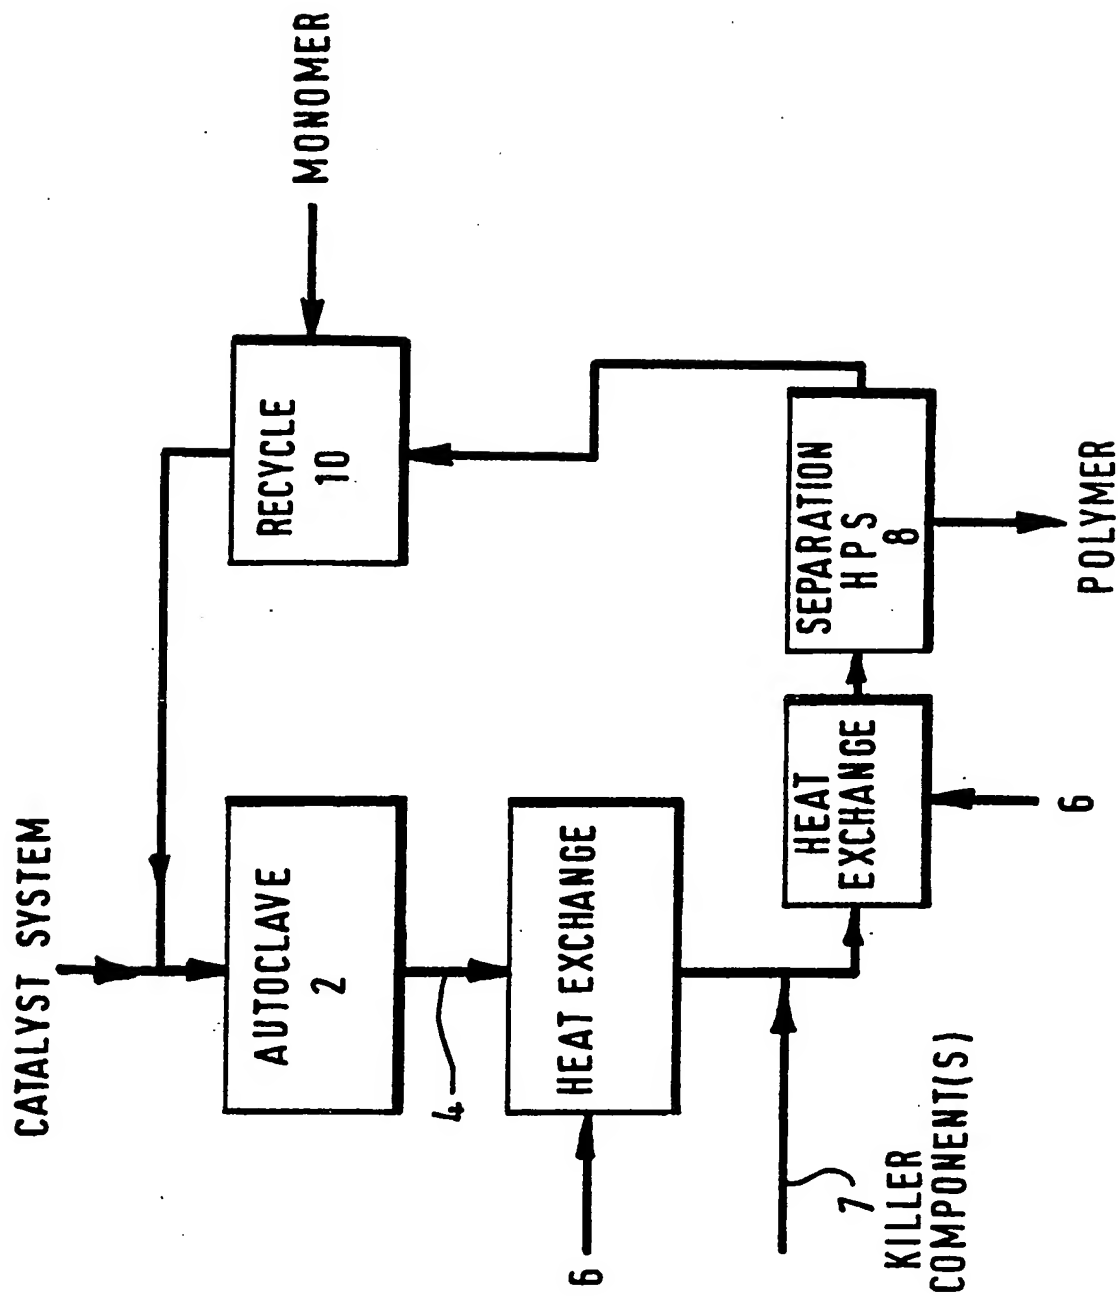 CATALYST SYSTEM
MONOMER
AUTOCLAVE
2
RECYCLE
10
4
6
HEAT EXCHANGE
7
KILLER
COMPONENT(S)
HEAT
EXCHANGE
6
SEPARATION
HPS
8
POLYMER